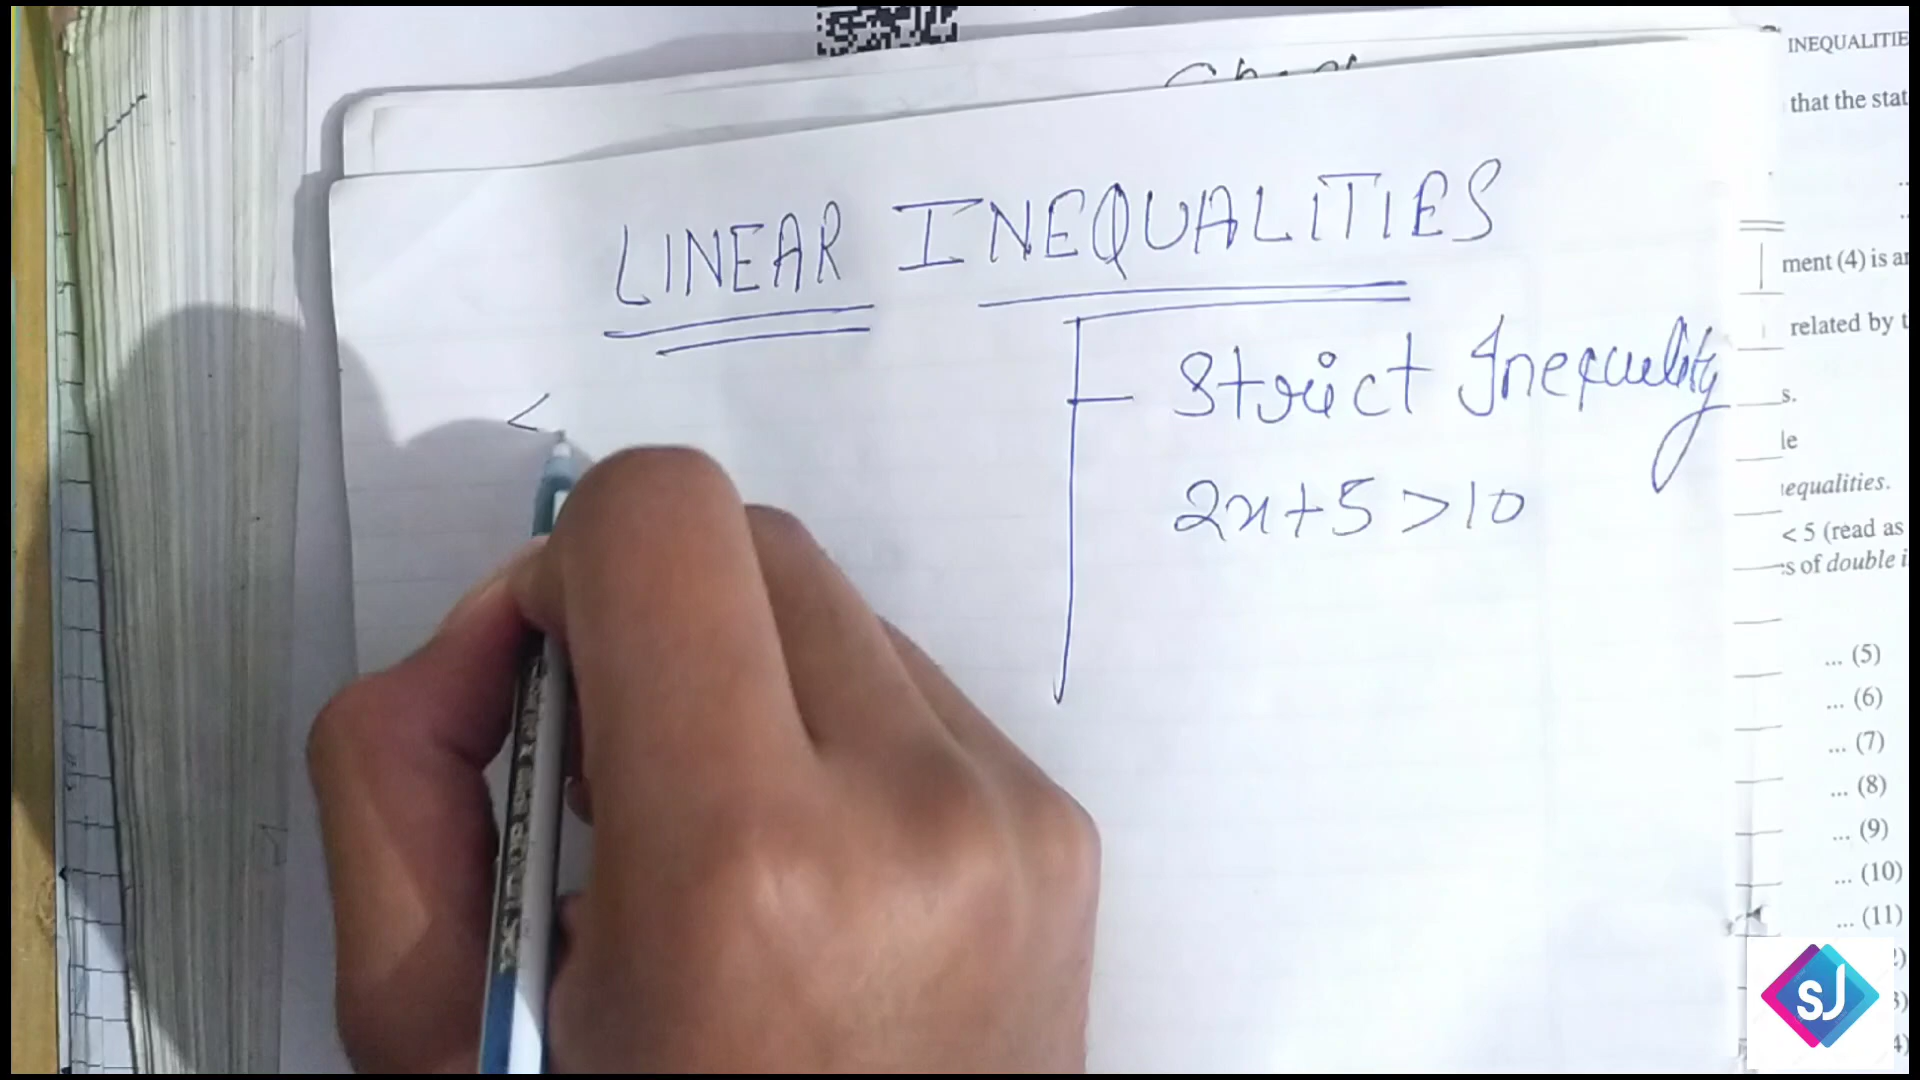 LINEAR INEQUALITIES
Strict Inequality
2x+5>10
<
INEQUALITIE
that the stat
ment (4) is a
related by t
s.
le
equalities.
< 5 (read as
s of double i
... (5)
... (6)
... (7)
... (8)
... (9)
... (10)
... (11)
SJ